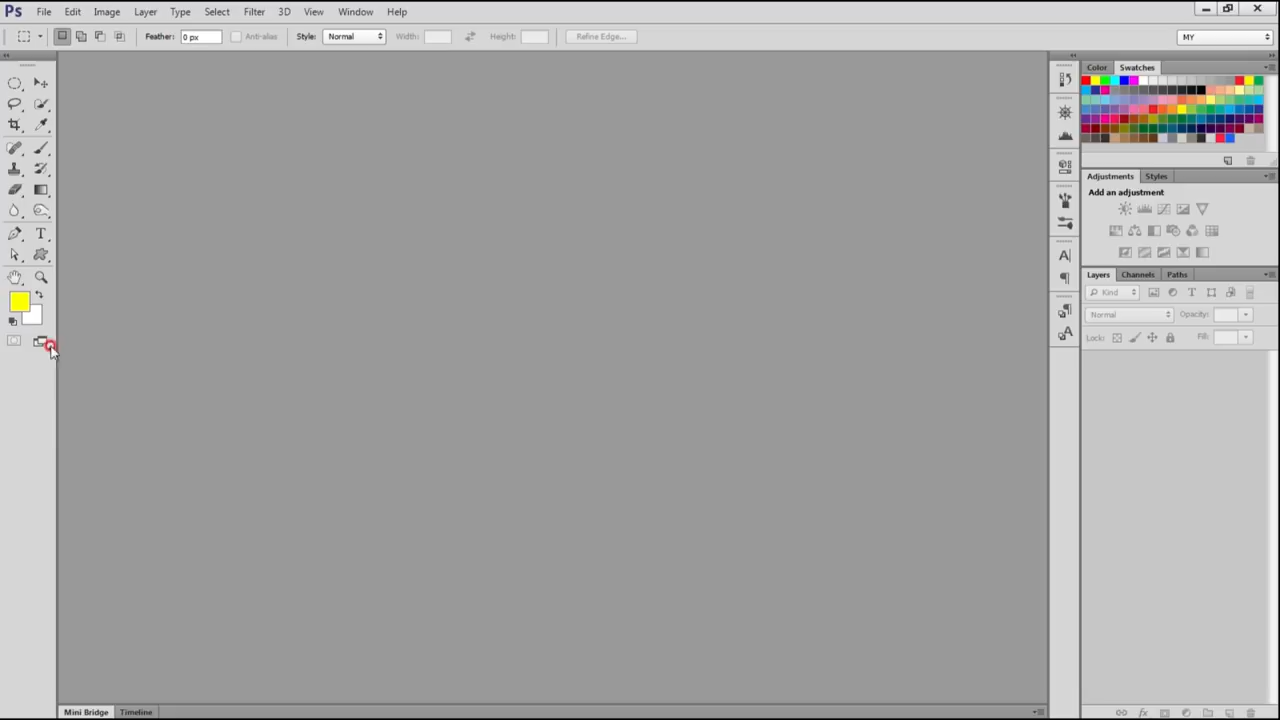 Ps File Edit Image Layer Type Select Filter 3D View Window Help
Feather: 0 px Anti-alias Style: Normal Width: Height: Refine Edge... MY
Color Swatches
Adjustments Styles
Add an adjustment
Layers Channels Paths
Kind
Normal Opacity:
Lock: Fill:
Mini Bridge Timeline